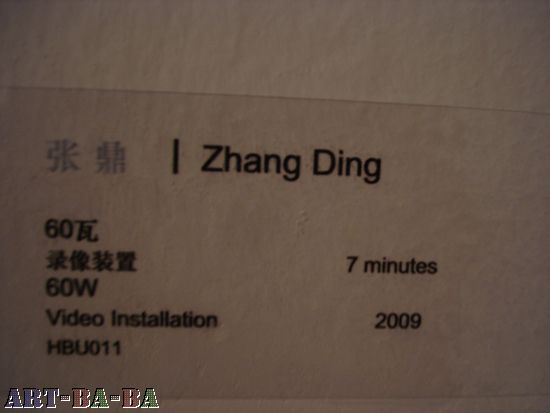 张 鼎 | Zhang Ding
60瓦
录像装置 7 minutes
60W
Video Installation 2009
HBU011
ART-BA-BA